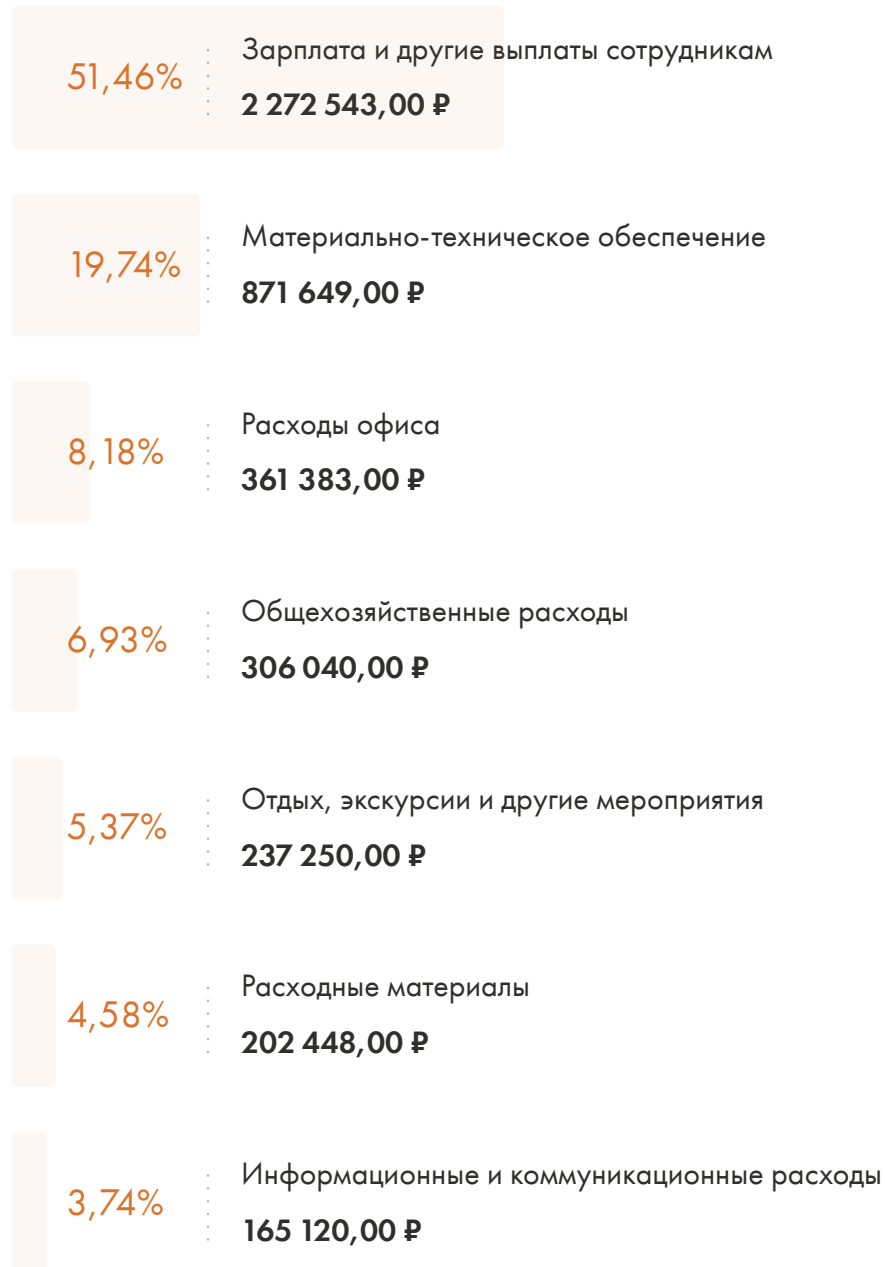 51,46%
Зарплата и другие выплаты сотрудникам
2 272 543,00 ₽
19,74%
Материально-техническое обеспечение
871 649,00 ₽
8,18%
Расходы офиса
361 383,00 ₽
6,93%
Общехозяйственные расходы
306 040,00 ₽
5,37%
Отдых, экскурсии и другие мероприятия
237 250,00 ₽
4,58%
Расходные материалы
202 448,00 ₽
3,74%
Информационные и коммуникационные расходы
165 120,00 ₽